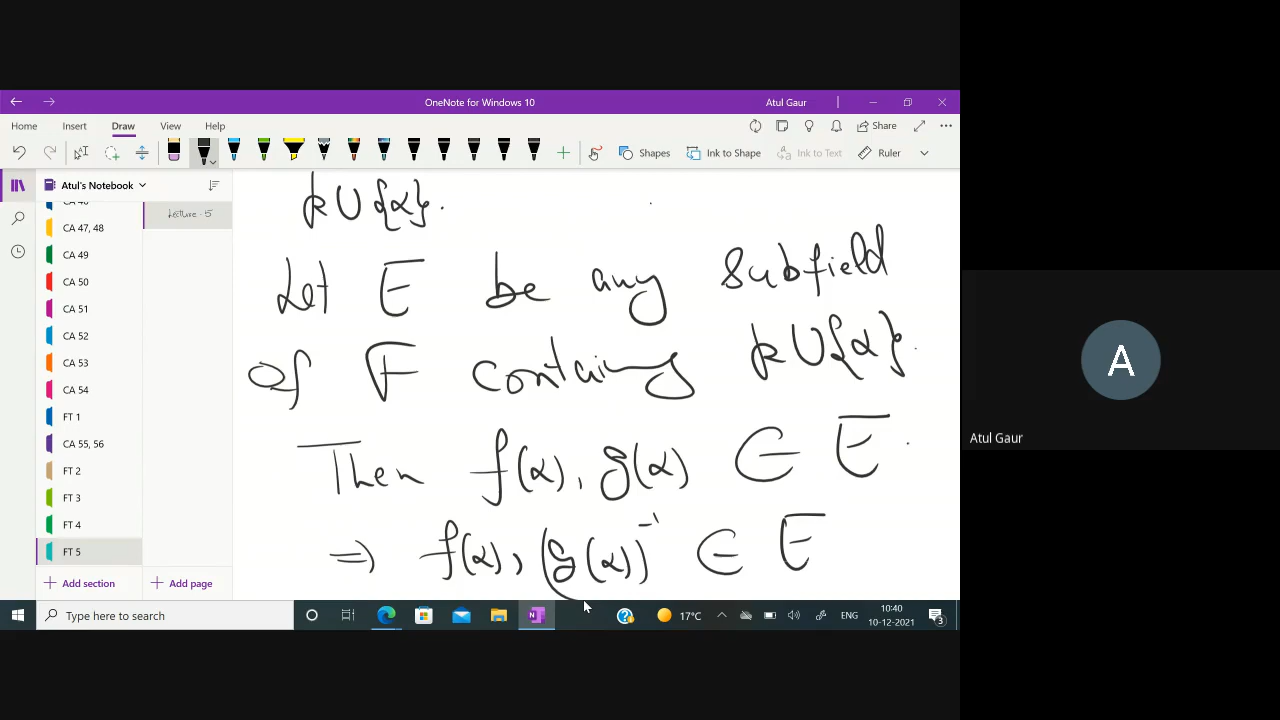 OneNote for Windows 10
Atul Gaur
Home Insert Draw View Help
Share
Shapes
Ink to Shape
Ink to Text
Ruler
Atul's Notebook
CA 46
CA 47, 48
CA 49
CA 50
CA 51
CA 52
CA 53
CA 54
FT 1
CA 55, 56
FT 2
FT 3
FT 4
FT 5
Add section
Lecture - 5
Add page
k ∪ {α}.
Let E be any subfield
of F containing k ∪ {α}.
Then f(α), g(α) ∈ E
⇒ f(α), (g(α))⁻¹ ∈ E
A
Atul Gaur
Type here to search
17°C
ENG
10:40
10-12-2021
3